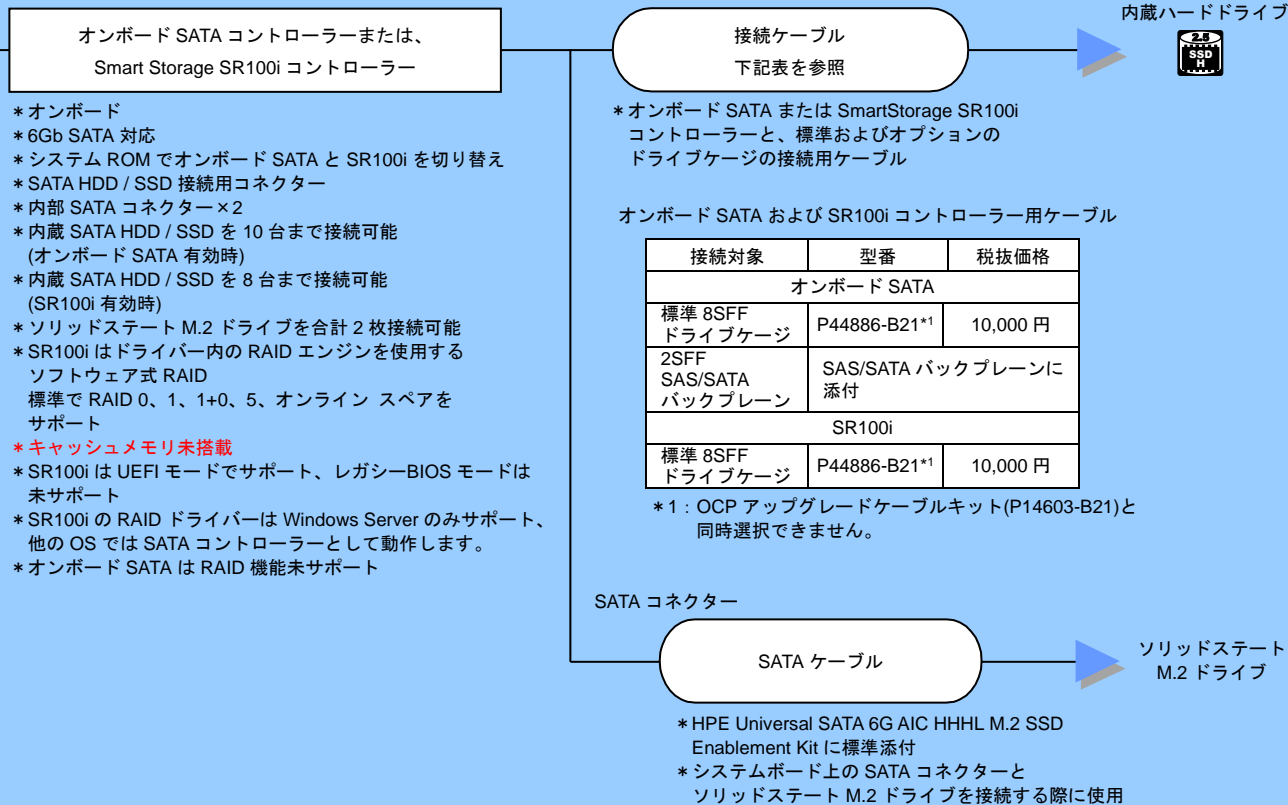 オンボード SATA コントローラーまたは、
Smart Storage SR100i コントローラー
*オンボード
*6Gb SATA 対応
*システム ROM でオンボード SATA と SR100i を切り替え
*SATA HDD / SSD 接続用コネクター
*内部 SATA コネクター×2
*内蔵 SATA HDD / SSD を 10 台まで接続可能
(オンボード SATA 有効時)
*内蔵 SATA HDD / SSD を 8 台まで接続可能
(SR100i 有効時)
*ソリッドステート M.2 ドライブを合計 2 枚接続可能
*SR100i はドライバー内の RAID エンジンを使用する
ソフトウェア式 RAID
標準で RAID 0、1、1+0、5、オンライン スペアを
サポート
*キャッシュメモリ未搭載
*SR100i は UEFI モードでサポート、レガシーBIOS モードは
未サポート
*SR100i の RAID ドライバーは Windows Server のみサポート、
他の OS では SATA コントローラーとして動作します。
*オンボード SATA は RAID 機能未サポート
接続ケーブル
下記表を参照
内蔵ハードドライブ
2.5
SSD
H
*オンボード SATA または SmartStorage SR100i
コントローラーと、標準およびオプションの
ドライブケージの接続用ケーブル
オンボード SATA および SR100i コントローラー用ケーブル
接続対象 型番 税抜価格
オンボード SATA
標準 8SFF
ドライブケージ P44886-B21*1 10,000 円
2SFF
SAS/SATA
バックプレーン SAS/SATA バックプレーンに
添付
SR100i
標準 8SFF
ドライブケージ P44886-B21*1 10,000 円
*1：OCP アップグレードケーブルキット(P14603-B21)と
同時選択できません。
SATA コネクター
SATA ケーブル
ソリッドステート
M.2 ドライブ
*HPE Universal SATA 6G AIC HHHL M.2 SSD
Enablement Kit に標準添付
*システムボード上の SATA コネクターと
ソリッドステート M.2 ドライブを接続する際に使用